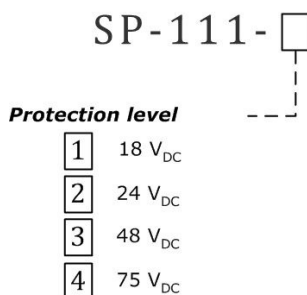 SP-111-
Protection level
1 18 VDC
2 24 VDC
3 48 VDC
4 75 VDC